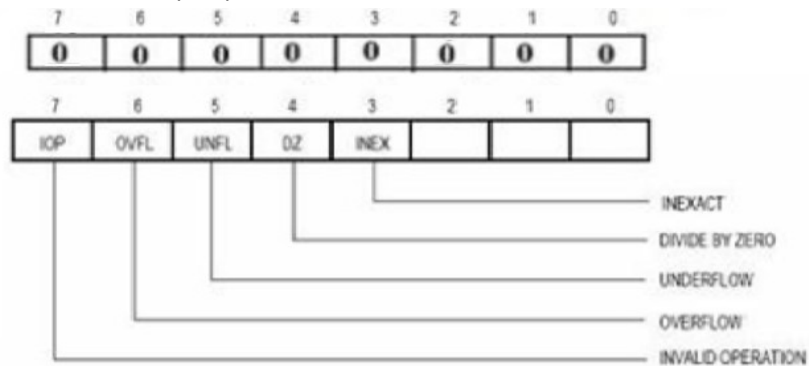 7 6 5 4 3 2 1 0
0 0 0 0 0 0 0 0
7 6 5 4 3 2 1 0
IOP OVFL UNFL DZ INEX
INEXACT
DIVIDE BY ZERO
UNDERFLOW
OVERFLOW
INVALID OPERATION